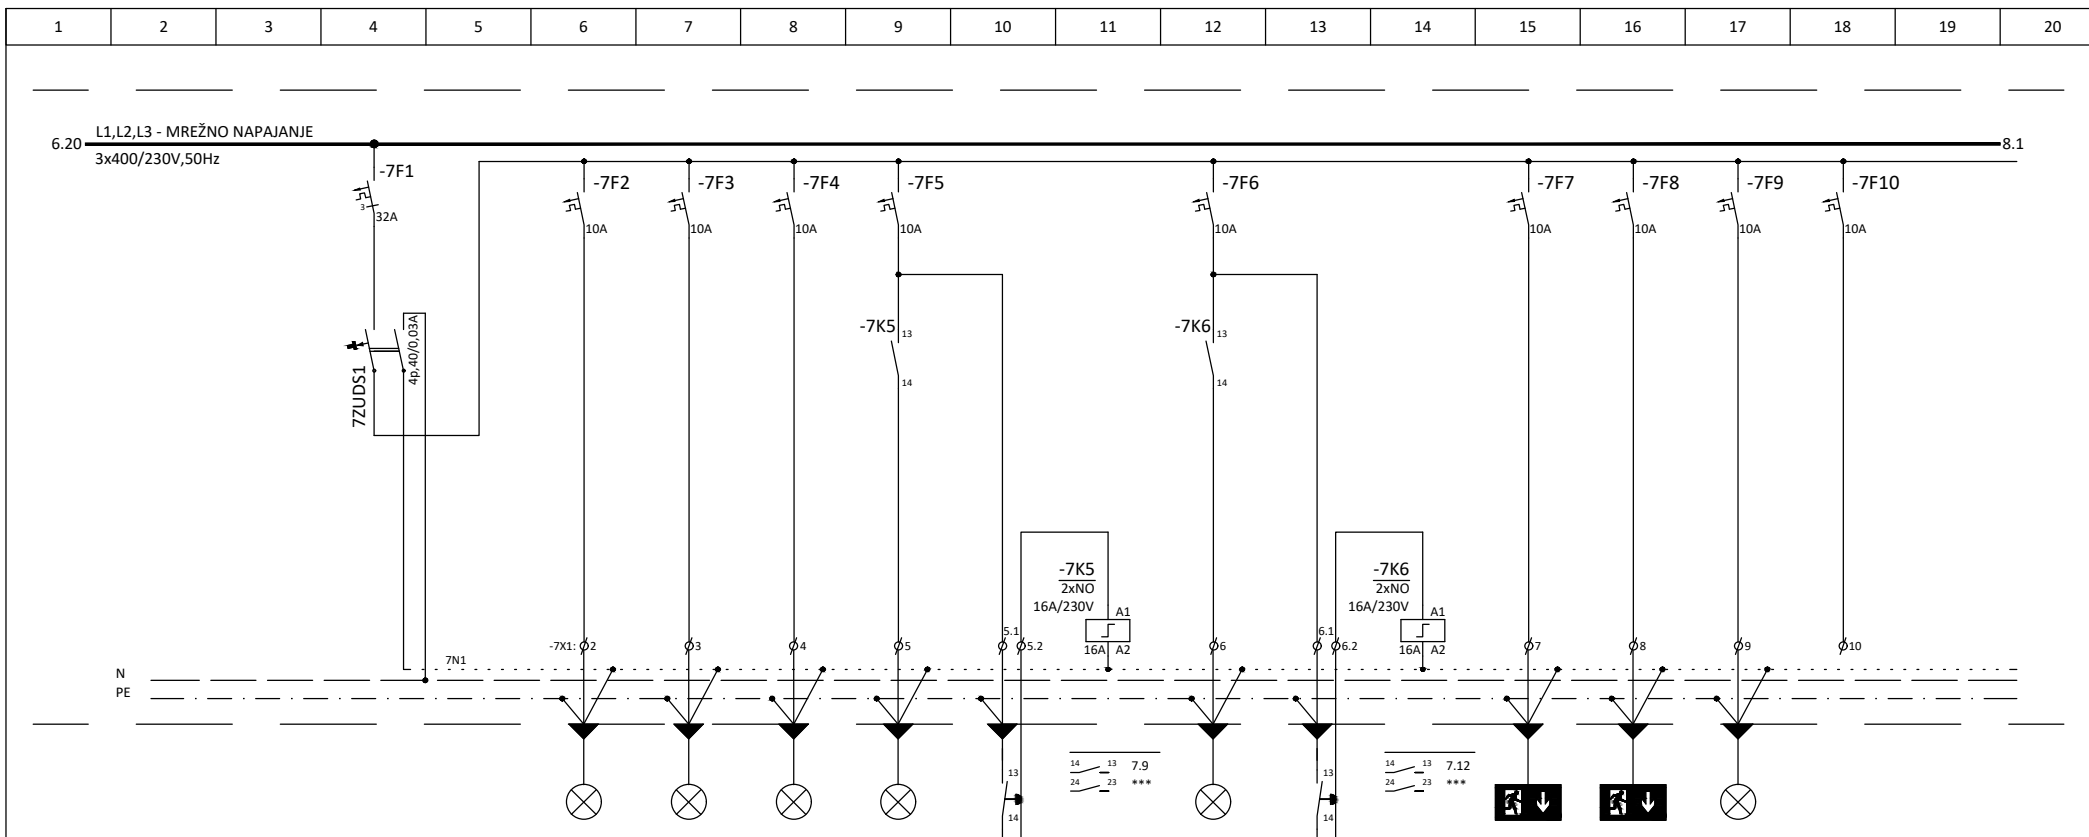 1 2 3 4 5 6 7 8 9 10 11 12 13 14 15 16 17 18 19 20
L1,L2,L3 - MREŽNO NAPAJANJE
6.20
8.1
3x400/230V,50Hz
-7F1
-7F2
-7F3
-7F4
-7F5
-7F6
-7F7
-7F8
-7F9
-7F10
3
32A
10A
10A
10A
10A
10A
10A
10A
10A
10A
7ZUDS1
4p,40/0,03A
-7K5
13
14
-7K6
13
14
-7K5
2xNO
16A/230V
A1
16A
A2
-7K6
2xNO
16A/230V
A1
16A
A2
-7X1:
2
3
4
5
5.1
5.2
6
6.1
6.2
7
8
9
10
7N1
N
PE
14 13 7.9
24 23 ***
14 13 7.12
24 23 ***
13
14
13
14